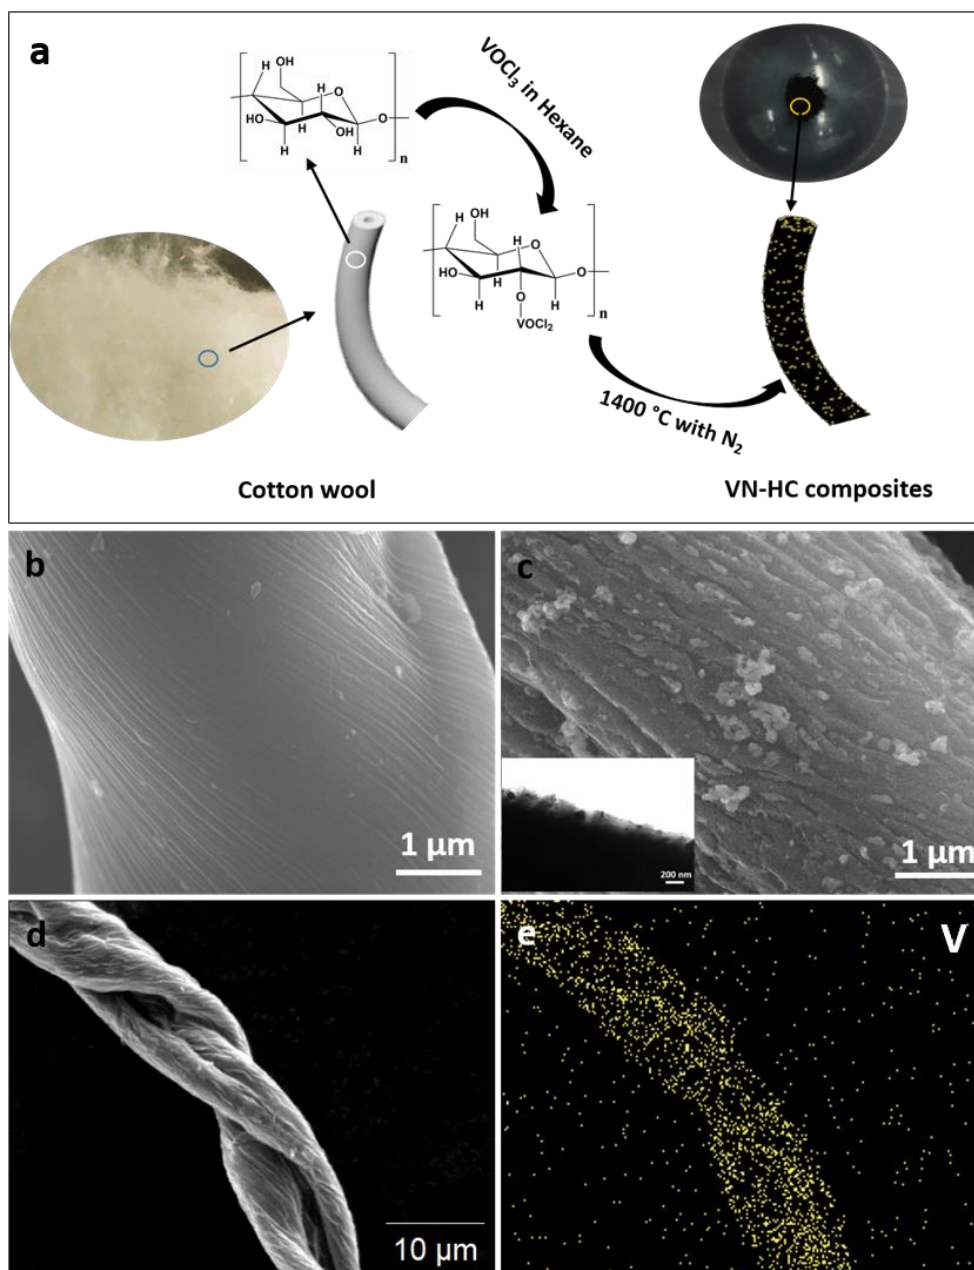 a
H
OH
H
O
HO
H
OH
O
H
H
n
VOCl₃ in Hexane
H
OH
H
O
HO
H
O
O
H
H
VOCl₂
n
1400 °C with N₂
Cotton wool
VN-HC composites
b
1 μm
c
200 nm
1 μm
d
10 μm
e
V